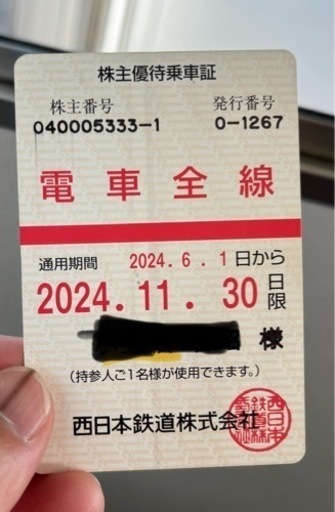 株主優待乗車証
株主番号 発行番号
040005333-1 0-1267
電車全線
通用期間 2024.6.1日から
2024.11.30日限
様
(持参人ご1名様が使用できます。)
西日本鉄道株式会社